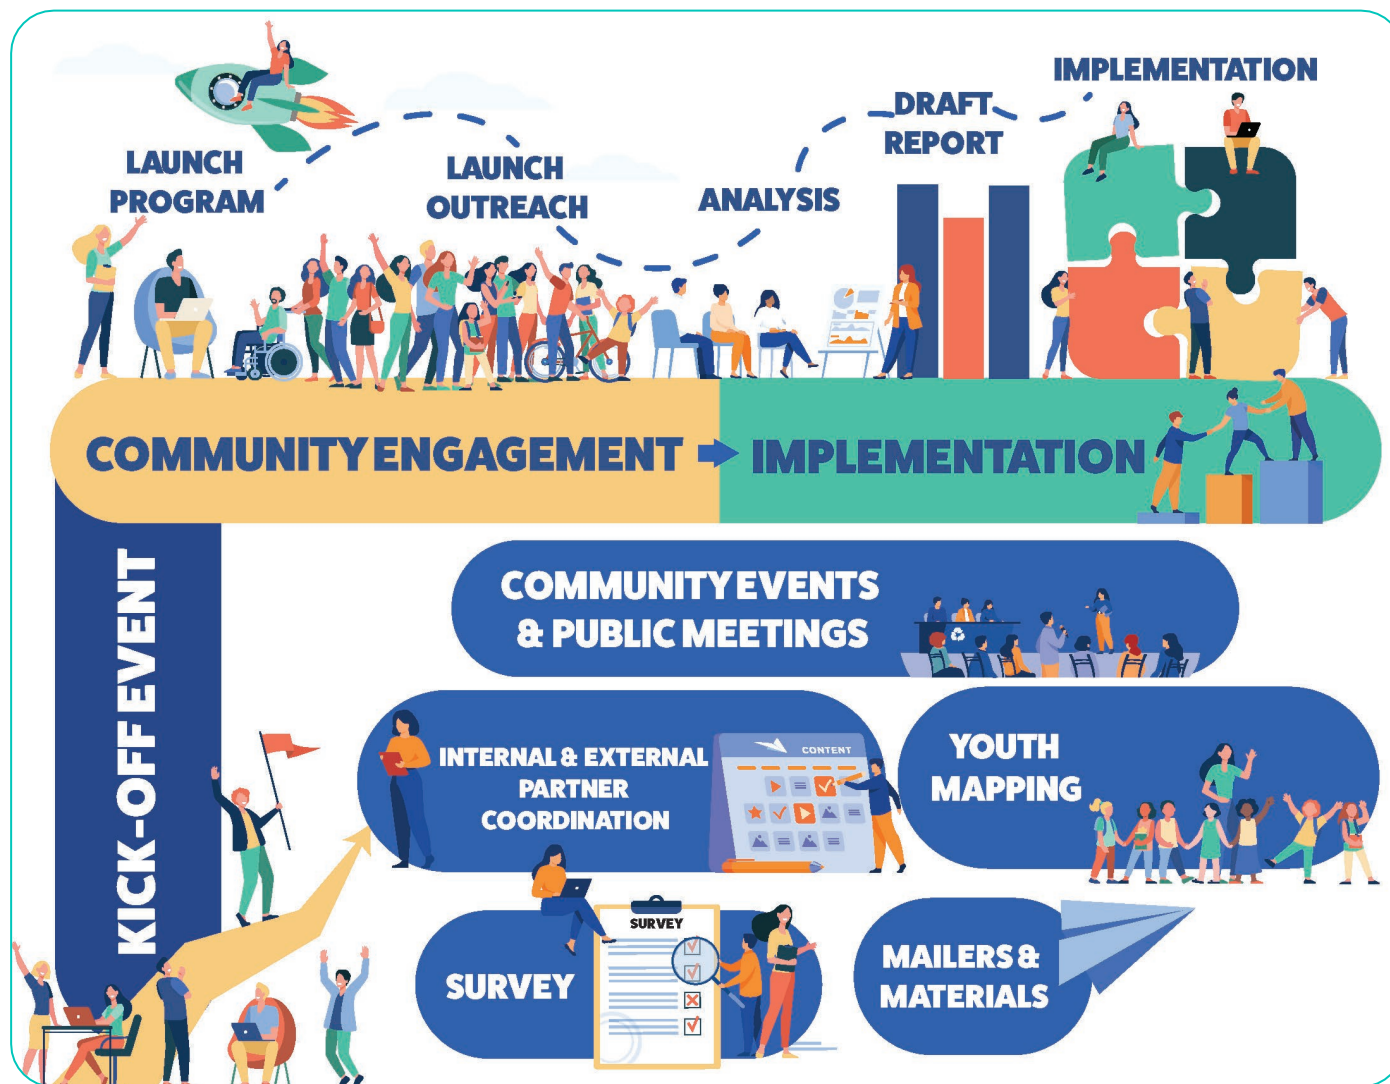 LAUNCH
PROGRAM
LAUNCH
OUTREACH
ANALYSIS
DRAFT
REPORT
IMPLEMENTATION
COMMUNITY ENGAGEMENT
IMPLEMENTATION
KICK-OFF EVENT
COMMUNITY EVENTS
& PUBLIC MEETINGS
INTERNAL & EXTERNAL
PARTNER
COORDINATION
CONTENT
YOUTH
MAPPING
SURVEY
SURVEY
MAILERS &
MATERIALS